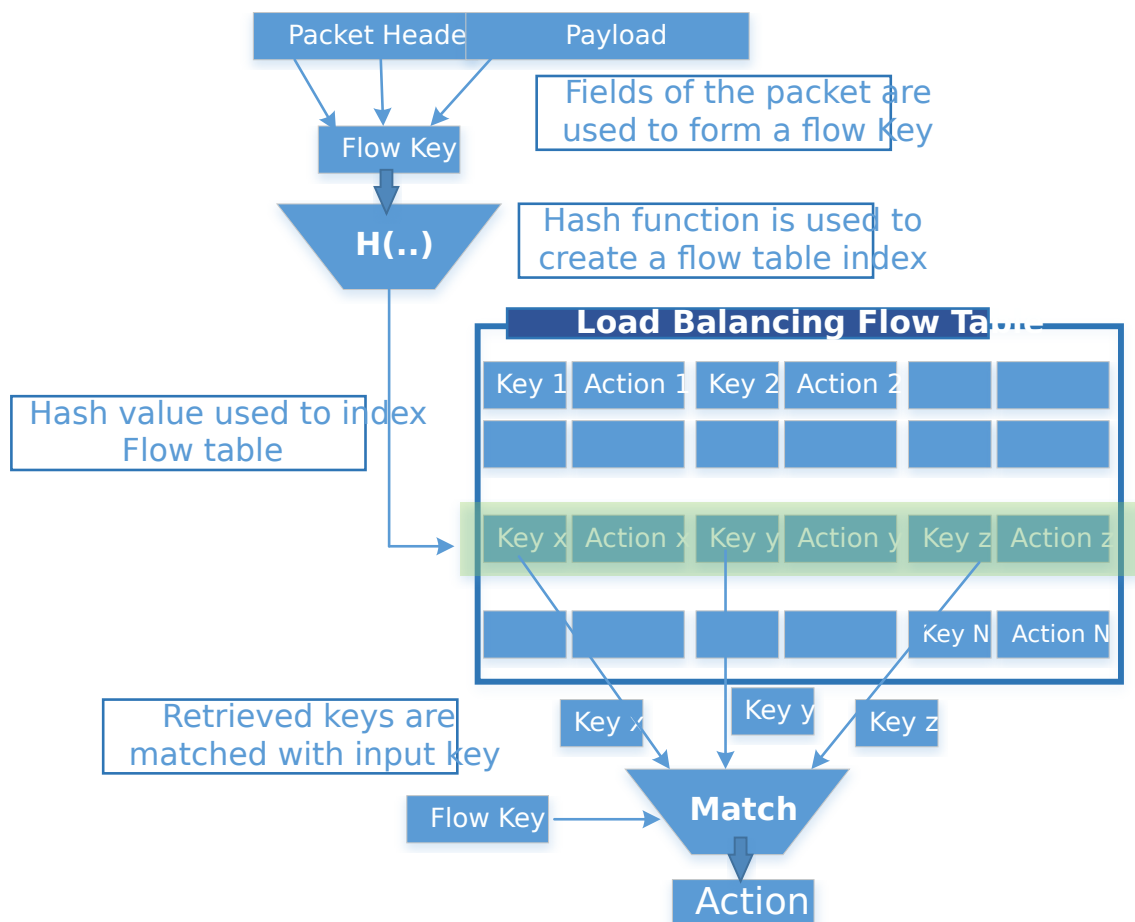 Packet Heade
Payload
Fields of the packet are
used to form a flow Key
Flow Key
Hash function is used to
create a flow table index
H(..)
Load Balancing Flow Table
Key 1
Action 1
Key 2
Action 2
Hash value used to index
Flow table
Key x
Action x
Key y
Action y
Key z
Action z
Key N
Action N
Retrieved keys are
matched with input key
Key x
Key y
Key z
Flow Key
Match
Action